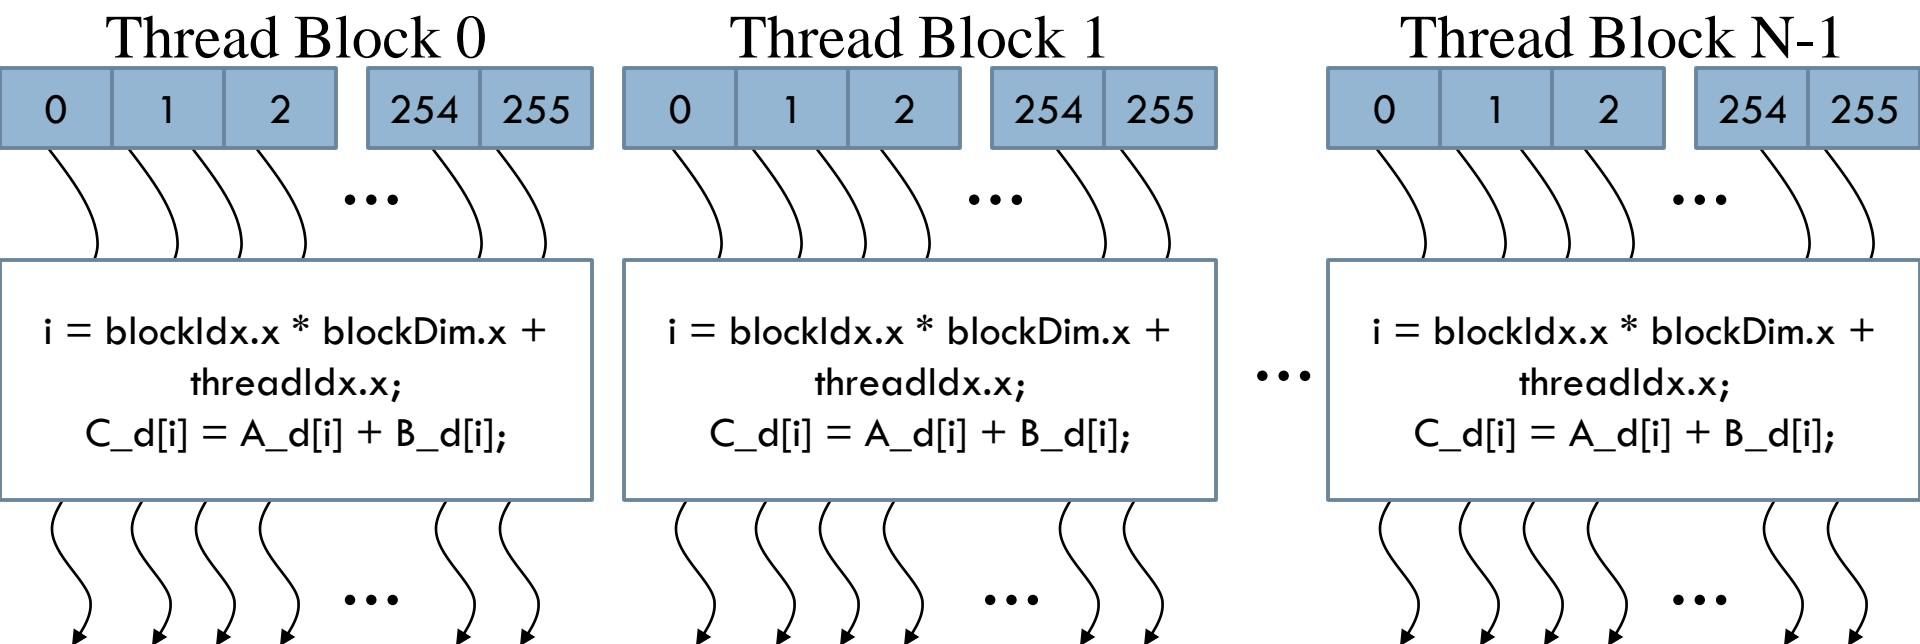 Thread Block 0
0 1 2 254 255
...
i = blockIdx.x * blockDim.x +
threadIdx.x;
C_d[i] = A_d[i] + B_d[i];
...
Thread Block 1
0 1 2 254 255
...
i = blockIdx.x * blockDim.x +
threadIdx.x;
C_d[i] = A_d[i] + B_d[i];
...
...
Thread Block N-1
0 1 2 254 255
...
i = blockIdx.x * blockDim.x +
threadIdx.x;
C_d[i] = A_d[i] + B_d[i];
...